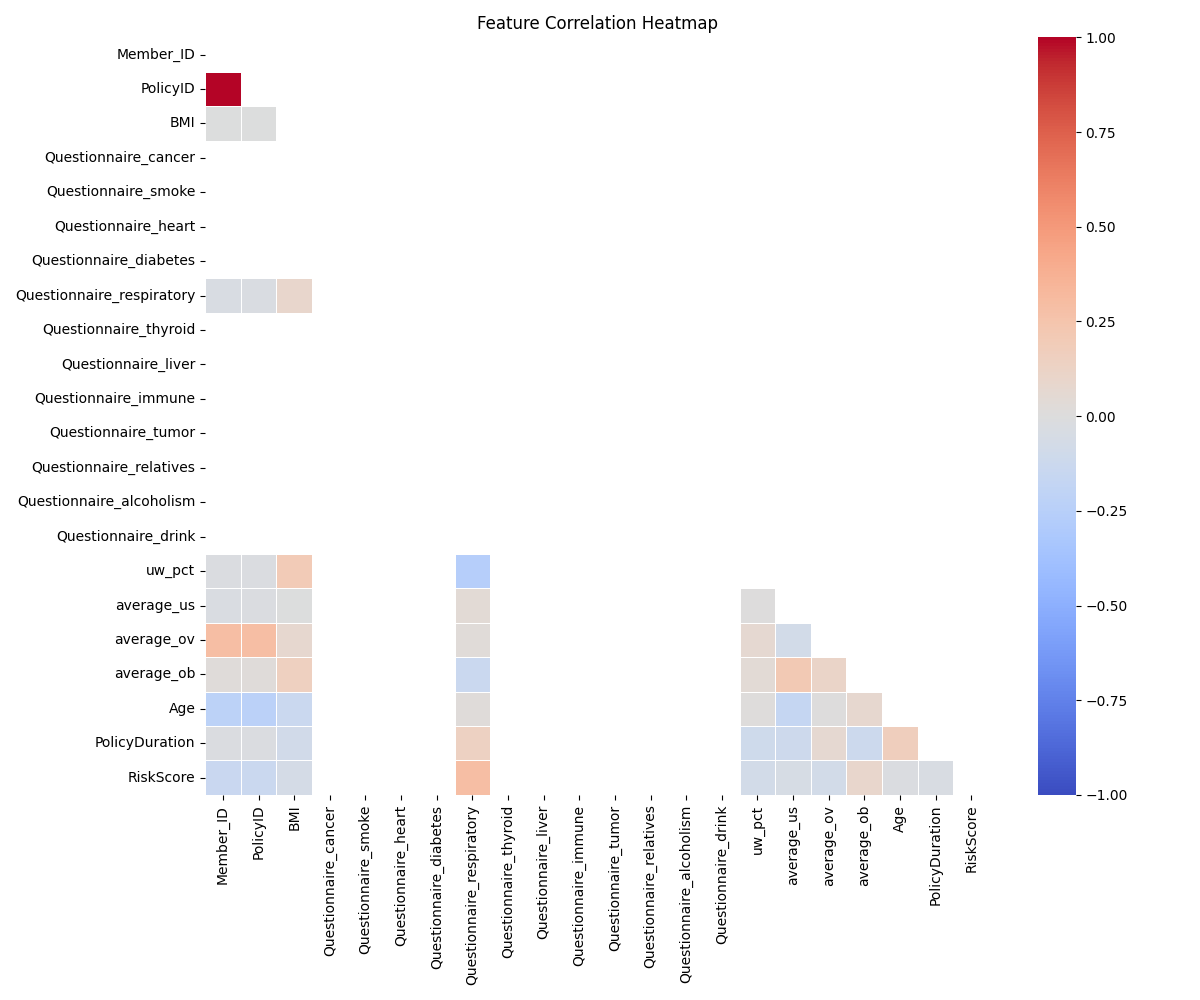 Feature Correlation Heatmap
Member_ID
PolicyID
BMI
Questionnaire_cancer
Questionnaire_smoke
Questionnaire_heart
Questionnaire_diabetes
Questionnaire_respiratory
Questionnaire_thyroid
Questionnaire_liver
Questionnaire_immune
Questionnaire_tumor
Questionnaire_relatives
Questionnaire_alcoholism
Questionnaire_drink
uw_pct
average_us
average_ov
average_ob
Age
PolicyDuration
RiskScore
Member_ID
PolicyID
BMI
Questionnaire_cancer
Questionnaire_smoke
Questionnaire_heart
Questionnaire_diabetes
Questionnaire_respiratory
Questionnaire_thyroid
Questionnaire_liver
Questionnaire_immune
Questionnaire_tumor
Questionnaire_relatives
Questionnaire_alcoholism
Questionnaire_drink
uw_pct
average_us
average_ov
average_ob
Age
PolicyDuration
RiskScore
1.00
0.75
0.50
0.25
0.00
−0.25
−0.50
−0.75
−1.00